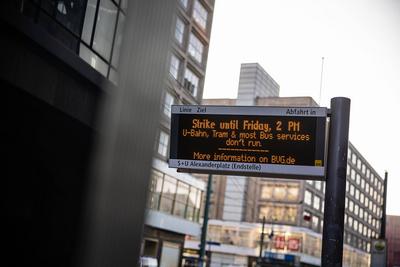 Linie Ziel Abfahrt in
Strike until Friday, 2 PM
U-Bahn, Tram & most Bus services
don't run.
More information on BVG.de
S+U Alexanderplatz (Endstelle)